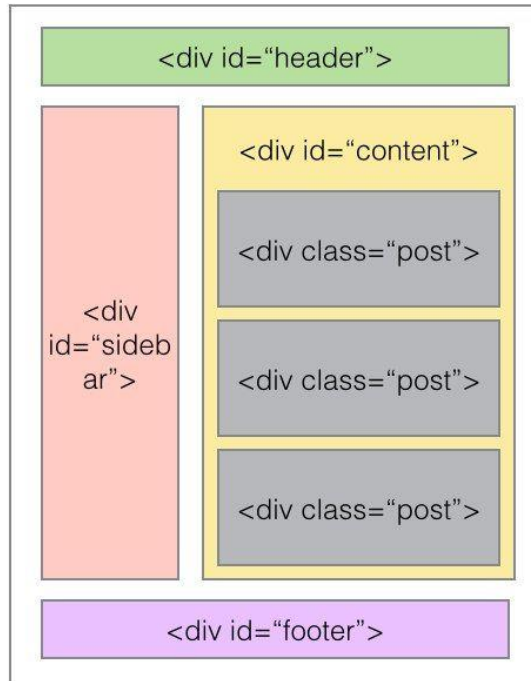 <div id=“header”>
<div
id=“sideb
ar”>
<div id=“content”>
<div class=“post”>
<div class=“post”>
<div class=“post”>
<div id=“footer”>